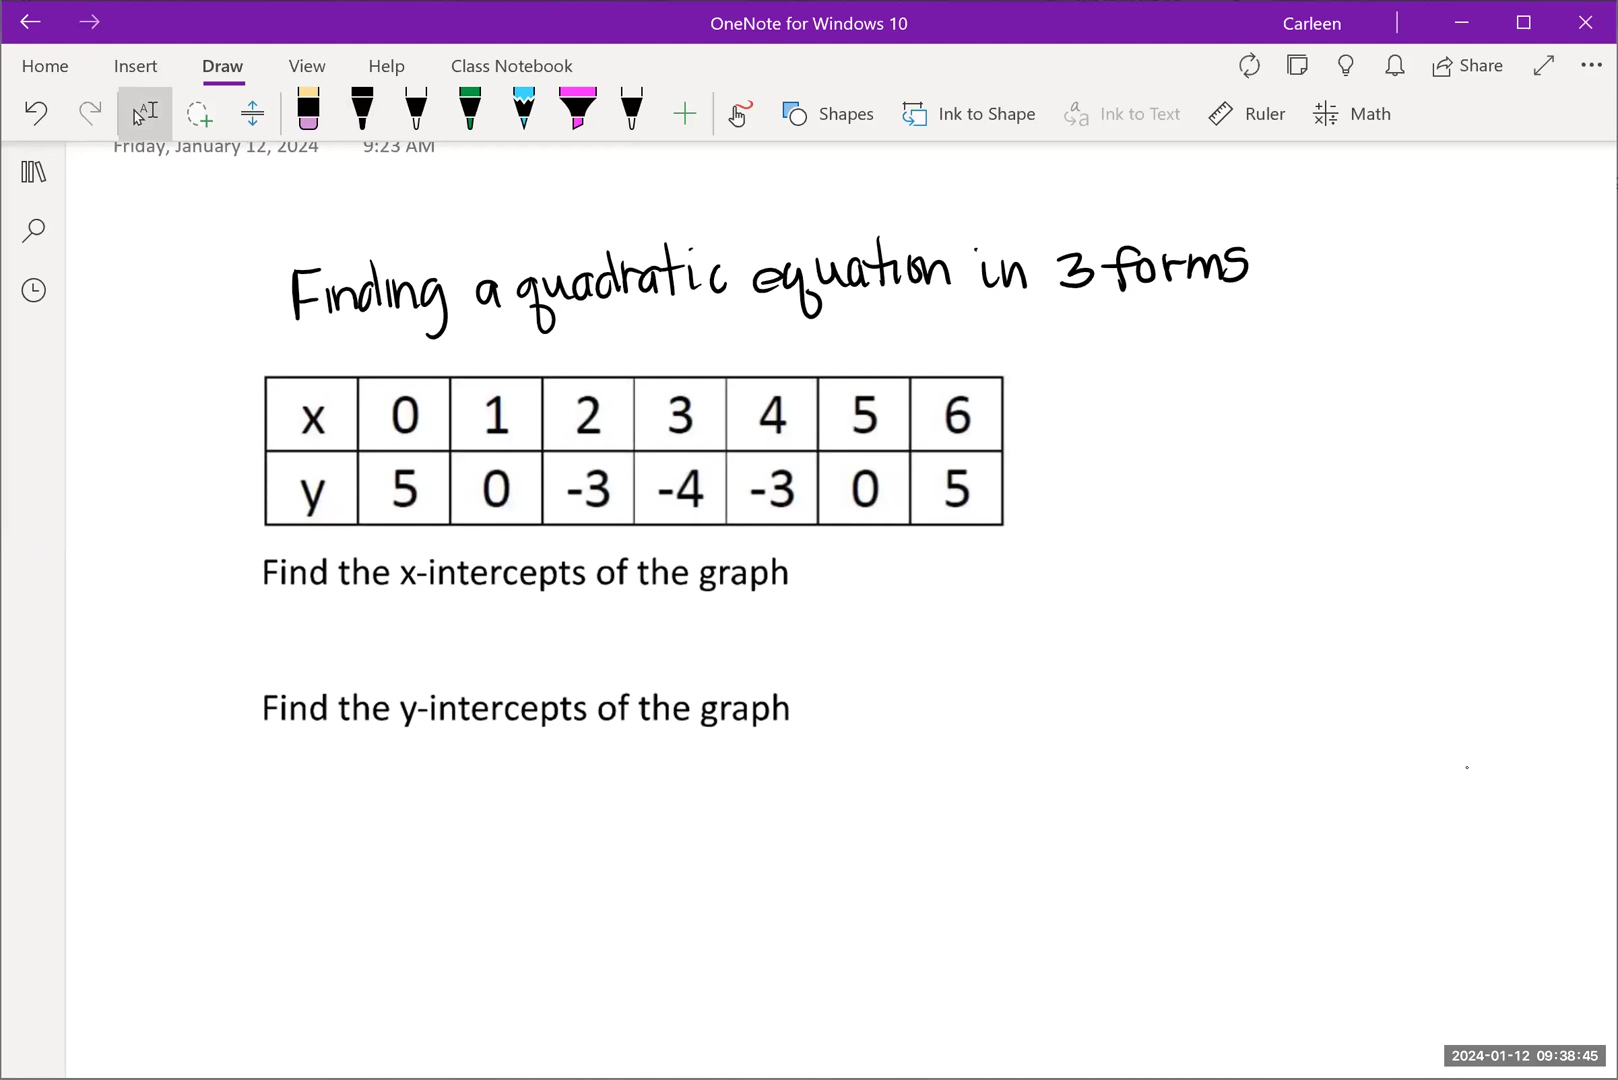 OneNote for Windows 10
Carleen
Home Insert Draw View Help Class Notebook
Share
Shapes Ink to Shape Ink to Text Ruler Math
Friday, January 12, 2024 9:23 AM
Finding a quadratic equation in 3 forms
x 0 1 2 3 4 5 6
y 5 0 -3 -4 -3 0 5
Find the x-intercepts of the graph
Find the y-intercepts of the graph
2024-01-12 09:38:45